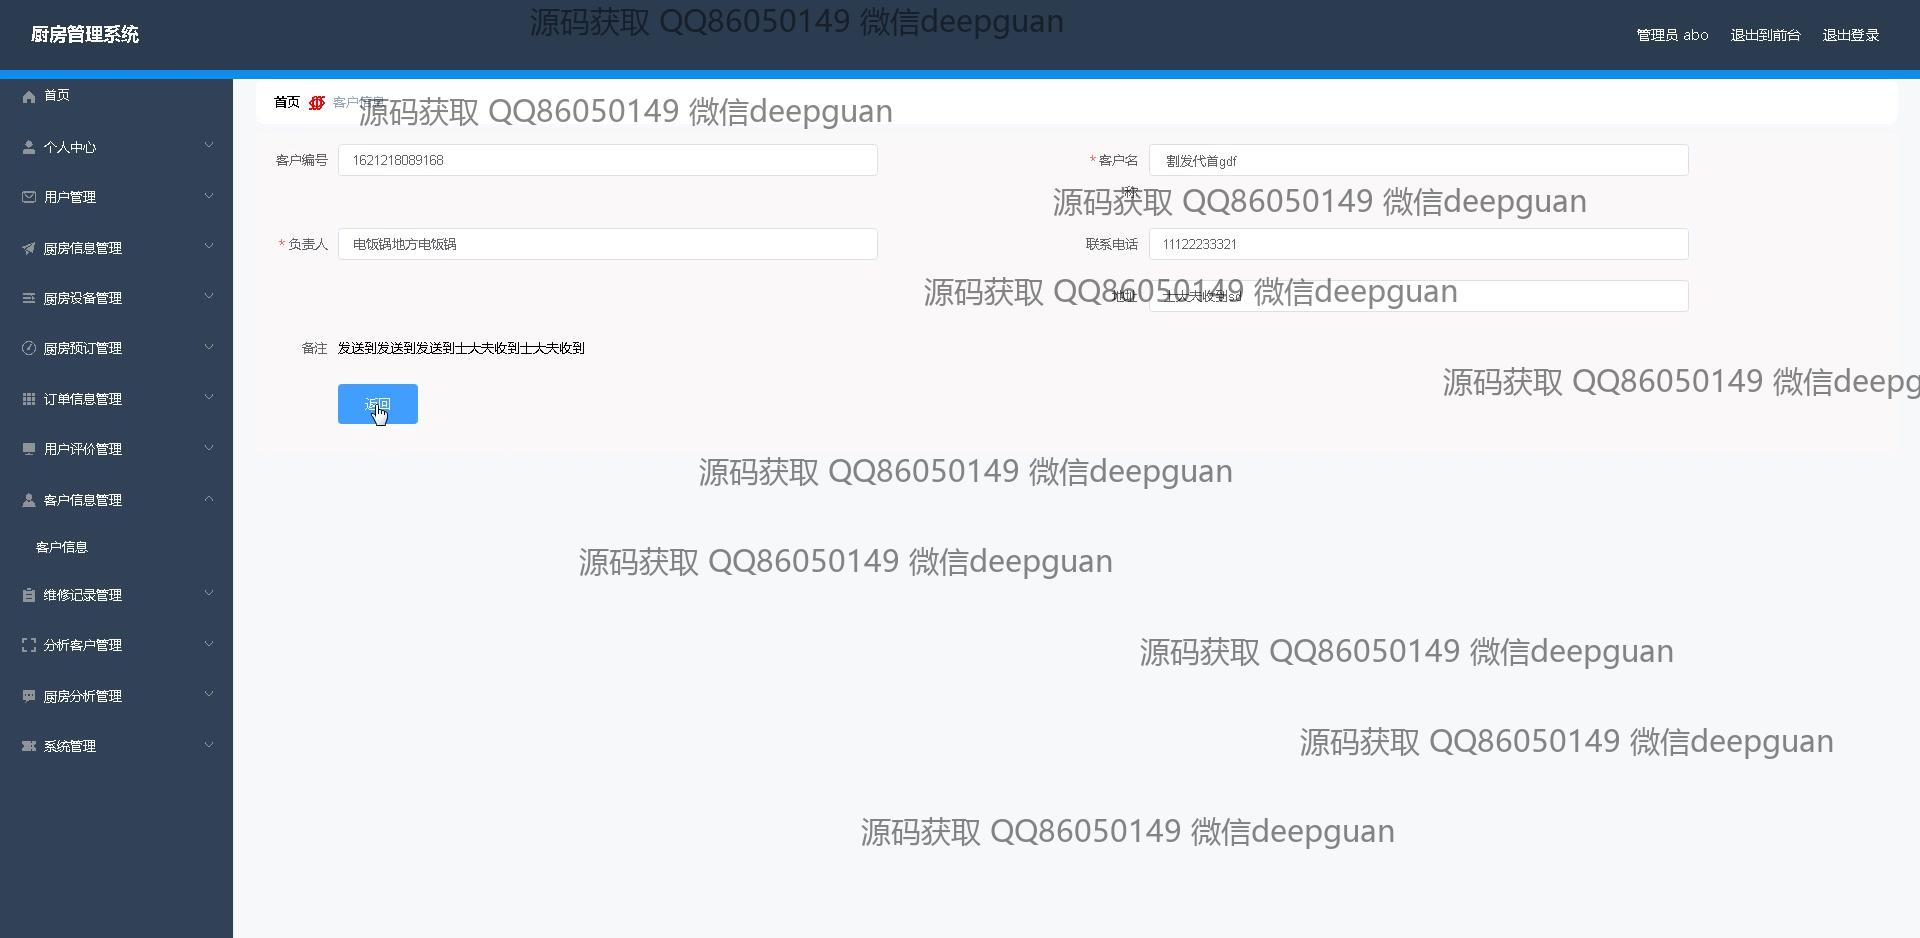 厨房管理系统
源码获取 QQ86050149 微信deepguan
管理员 abo 退出到前台 退出登录
首页
个人中心
用户管理
厨房信息管理
厨房设备管理
厨房预订管理
订单信息管理
用户评价管理
客户信息管理
客户信息
维修记录管理
分析客户管理
厨房分析管理
系统管理
首页 客户信息
源码获取 QQ86050149 微信deepguan
客户编号 1621218089168
*客户名称 割发代首gdf
源码获取 QQ86050149 微信deepguan
*负责人 电饭锅地方电饭锅
联系电话 11122233321
源码获取 QQ86050149 微信deepguan
地址 士大夫收到sd
备注 发送到发送到发送到士大夫收到士大夫收到
源码获取 QQ86050149 微信deepg
返回
源码获取 QQ86050149 微信deepguan
源码获取 QQ86050149 微信deepguan
源码获取 QQ86050149 微信deepguan
源码获取 QQ86050149 微信deepguan
源码获取 QQ86050149 微信deepguan